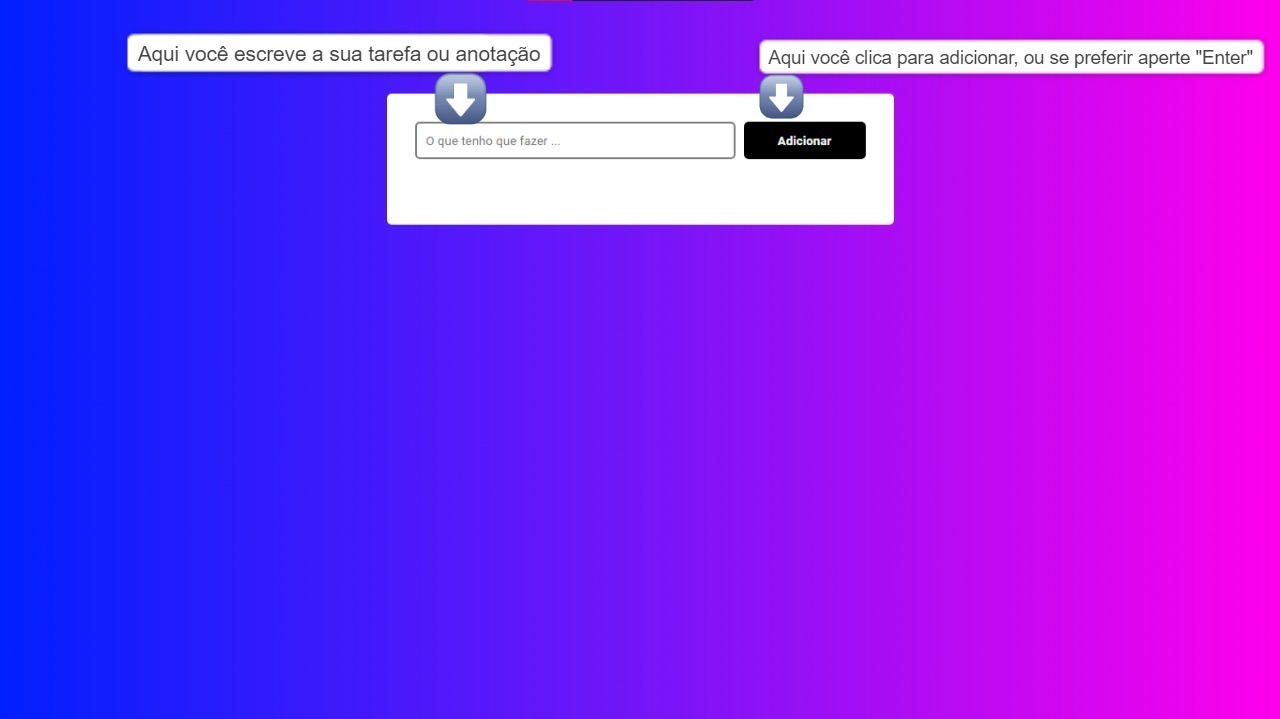 Aqui você escreve a sua tarefa ou anotação
Aqui você clica para adicionar, ou se preferir aperte "Enter"
O que tenho que fazer ...
Adicionar